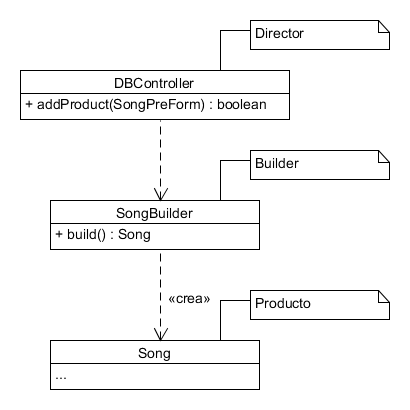 Director
DBController
+ addProduct(SongPreForm) : boolean
Builder
SongBuilder
+ build() : Song
«crea»
Producto
Song
...